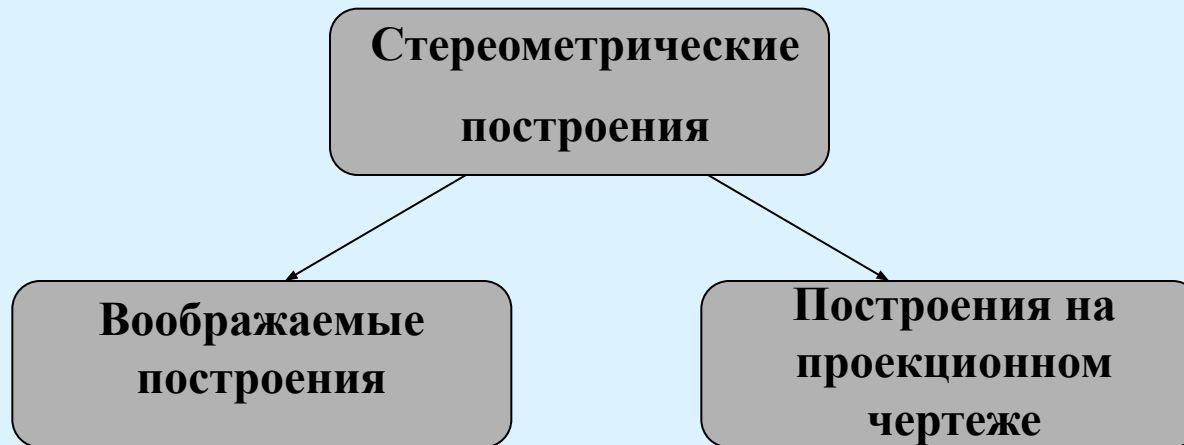 Стереометрические
построения
Воображаемые
построения
Построения на
проекционном
чертеже